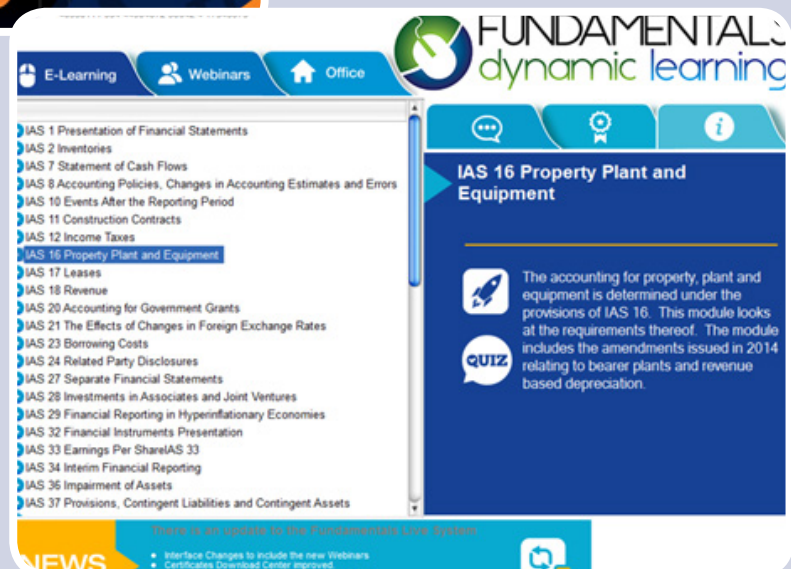 FUNDAMENTALS
dynamic learning
E-Learning
Webinars
Office
IAS 1 Presentation of Financial Statements
IAS 2 Inventories
IAS 7 Statement of Cash Flows
IAS 8 Accounting Policies, Changes in Accounting Estimates and Errors
IAS 10 Events After the Reporting Period
IAS 11 Construction Contracts
IAS 12 Income Taxes
IAS 16 Property Plant and Equipment
IAS 17 Leases
IAS 18 Revenue
IAS 20 Accounting for Government Grants
IAS 21 The Effects of Changes in Foreign Exchange Rates
IAS 23 Borrowing Costs
IAS 24 Related Party Disclosures
IAS 27 Separate Financial Statements
IAS 28 Investments in Associates and Joint Ventures
IAS 29 Financial Reporting in Hyperinflationary Economies
IAS 32 Financial Instruments Presentation
IAS 33 Earnings Per ShareIAS 33
IAS 34 Interim Financial Reporting
IAS 36 Impairment of Assets
IAS 37 Provisions, Contingent Liabilities and Contingent Assets
IAS 16 Property Plant and
Equipment
The accounting for property, plant and
equipment is determined under the
provisions of IAS 16. This module looks
at the requirements thereof. The module
includes the amendments issued in 2014
relating to bearer plants and revenue
based depreciation.
QUIZ
There is an update to the Fundamentals Live System
NEWS
Interface Changes to include the new Webinars
Certificates Download Center improved.